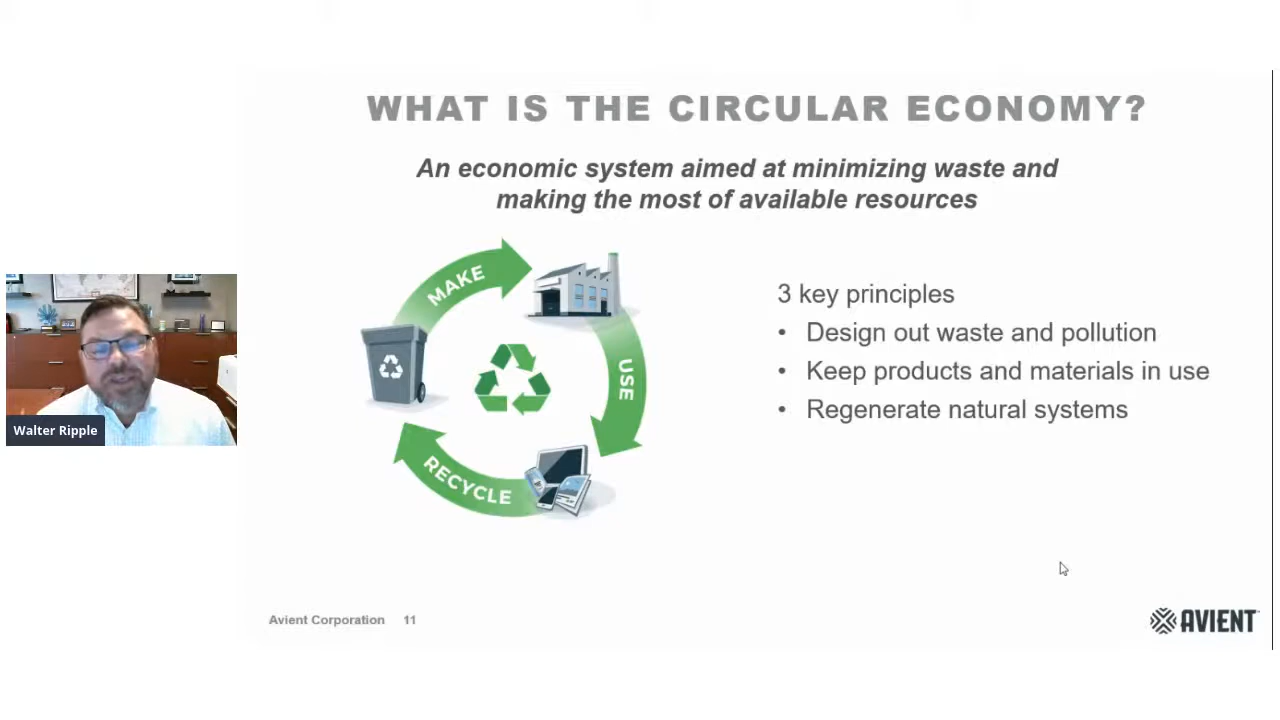 WHAT IS THE CIRCULAR ECONOMY?
An economic system aimed at minimizing waste and
making the most of available resources
MAKE
USE
RECYCLE
3 key principles
• Design out waste and pollution
• Keep products and materials in use
• Regenerate natural systems
Walter Ripple
Avient Corporation 11
AVIENT